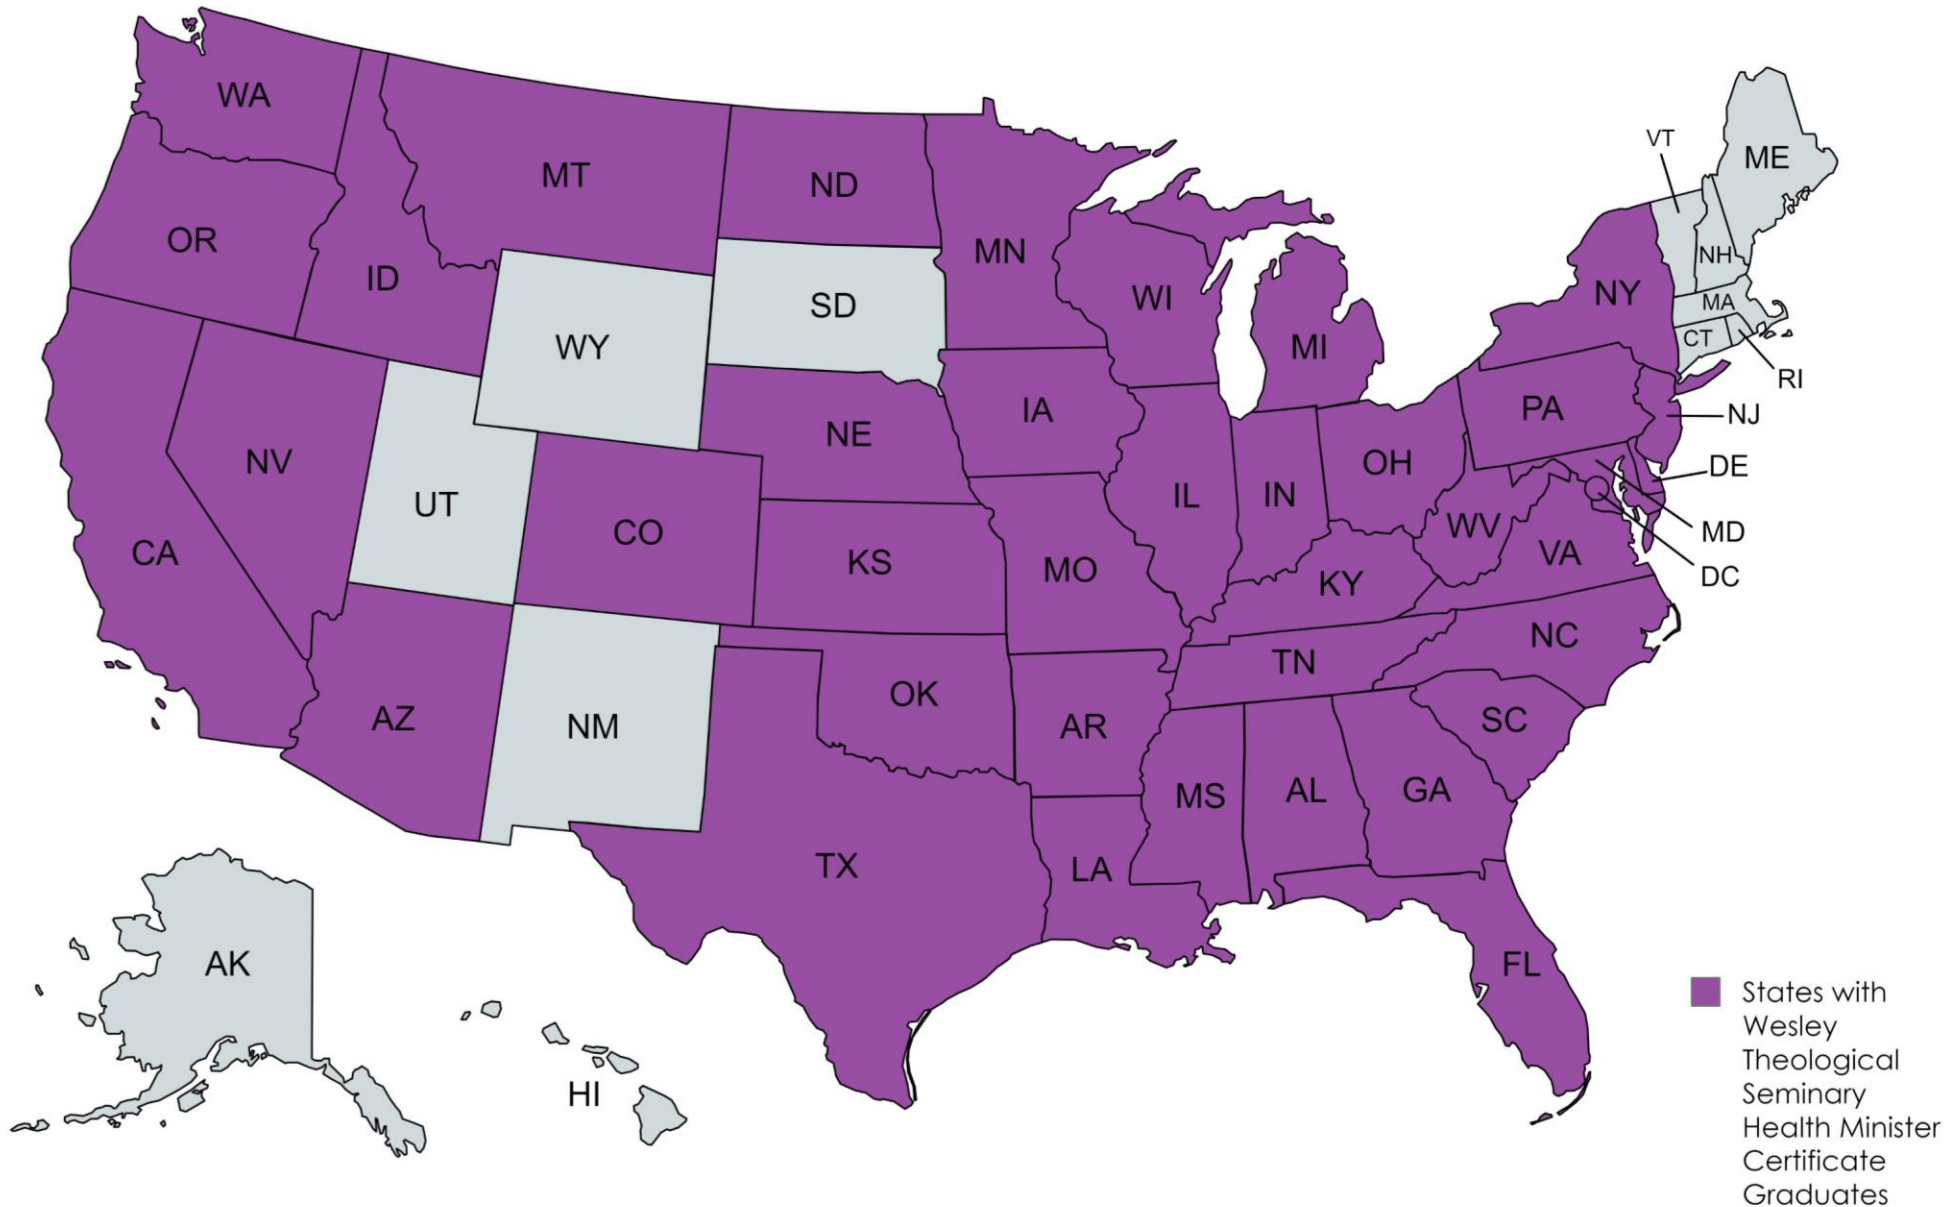 WA
MT
ND
MN
VT
ME
OR
ID
SD
WI
MI
NY
NH
MA
CT
RI
WY
NE
IA
PA
NJ
NV
UT
CO
IL
IN
OH
DE
CA
KS
MO
WV
VA
MD
KY
DC
AZ
NM
OK
AR
TN
NC
SC
TX
LA
MS
AL
GA
FL
AK
HI
States with
Wesley
Theological
Seminary
Health Minister
Certificate
Graduates